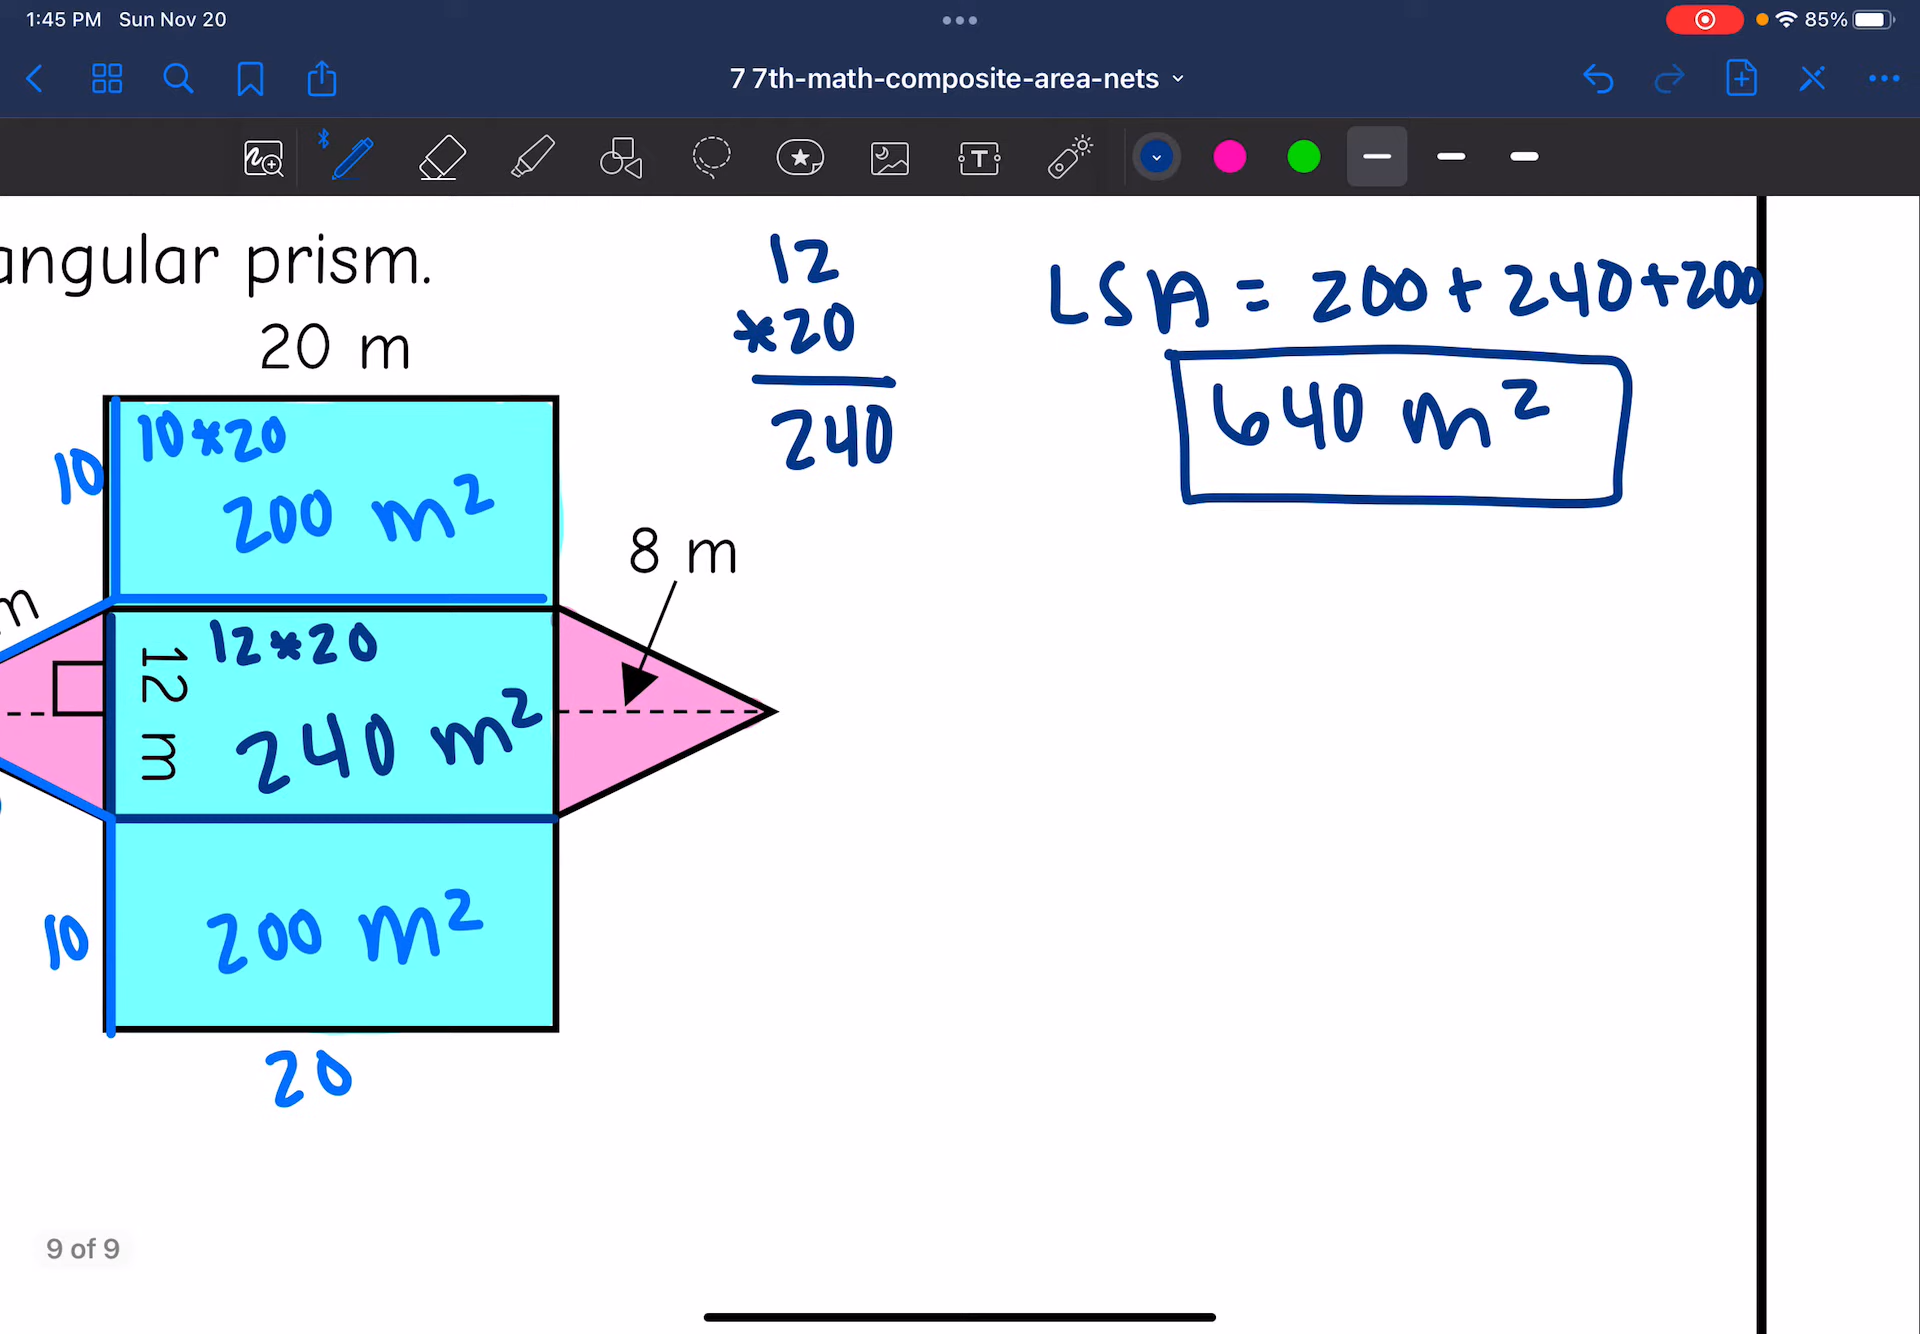 1:45 PM Sun Nov 20
85%
7 7th-math-composite-area-nets
T
angular prism.
20 m
12
*20
240
LSA = 200 + 240 + 200
640 m²
10
10*20
200 m²
8 m
m
12*20
12 m
240 m²
10
200 m²
20
9 of 9